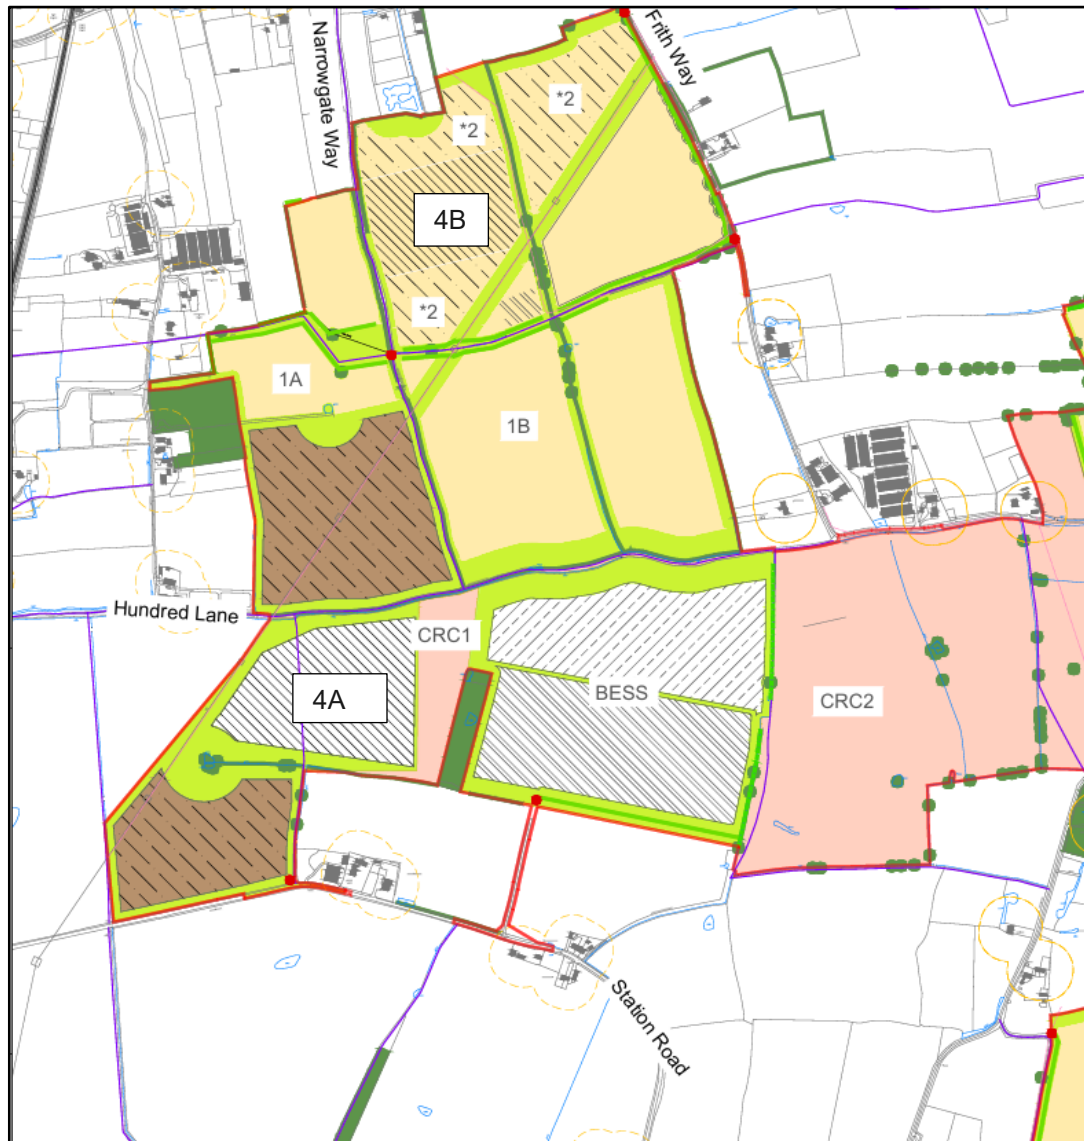 Narrowgate Way
Frith Way
*2
*2
4B
*2
1A
1B
Hundred Lane
CRC1
4A
BESS
CRC2
Station Road